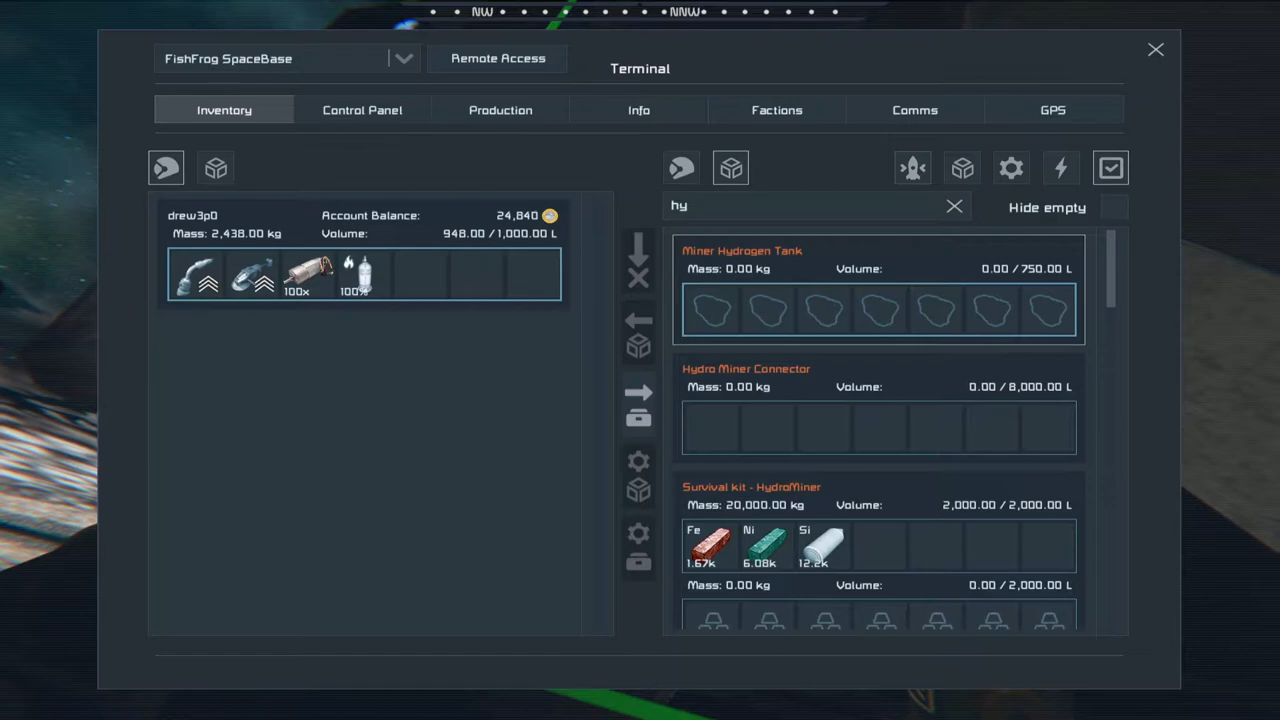 NW NNW
FishFrog SpaceBase Remote Access
Terminal
Inventory Control Panel Production Info Factions Comms GPS
drew3p0 Account Balance: 24,840
Mass: 2,438.00 kg Volume: 948.00 / 1,000.00 L
100x 100%
hy Hide empty
Miner Hydrogen Tank
Mass: 0.00 kg Volume: 0.00 / 750.00 L
Hydro Miner Connector
Mass: 0.00 kg Volume: 0.00 / 8,000.00 L
Survival kit - HydroMiner
Mass: 20,000.00 kg Volume: 2,000.00 / 2,000.00 L
Fe Ni Si
1.67k 6.08k 12.2k
Mass: 0.00 kg Volume: 0.00 / 2,000.00 L